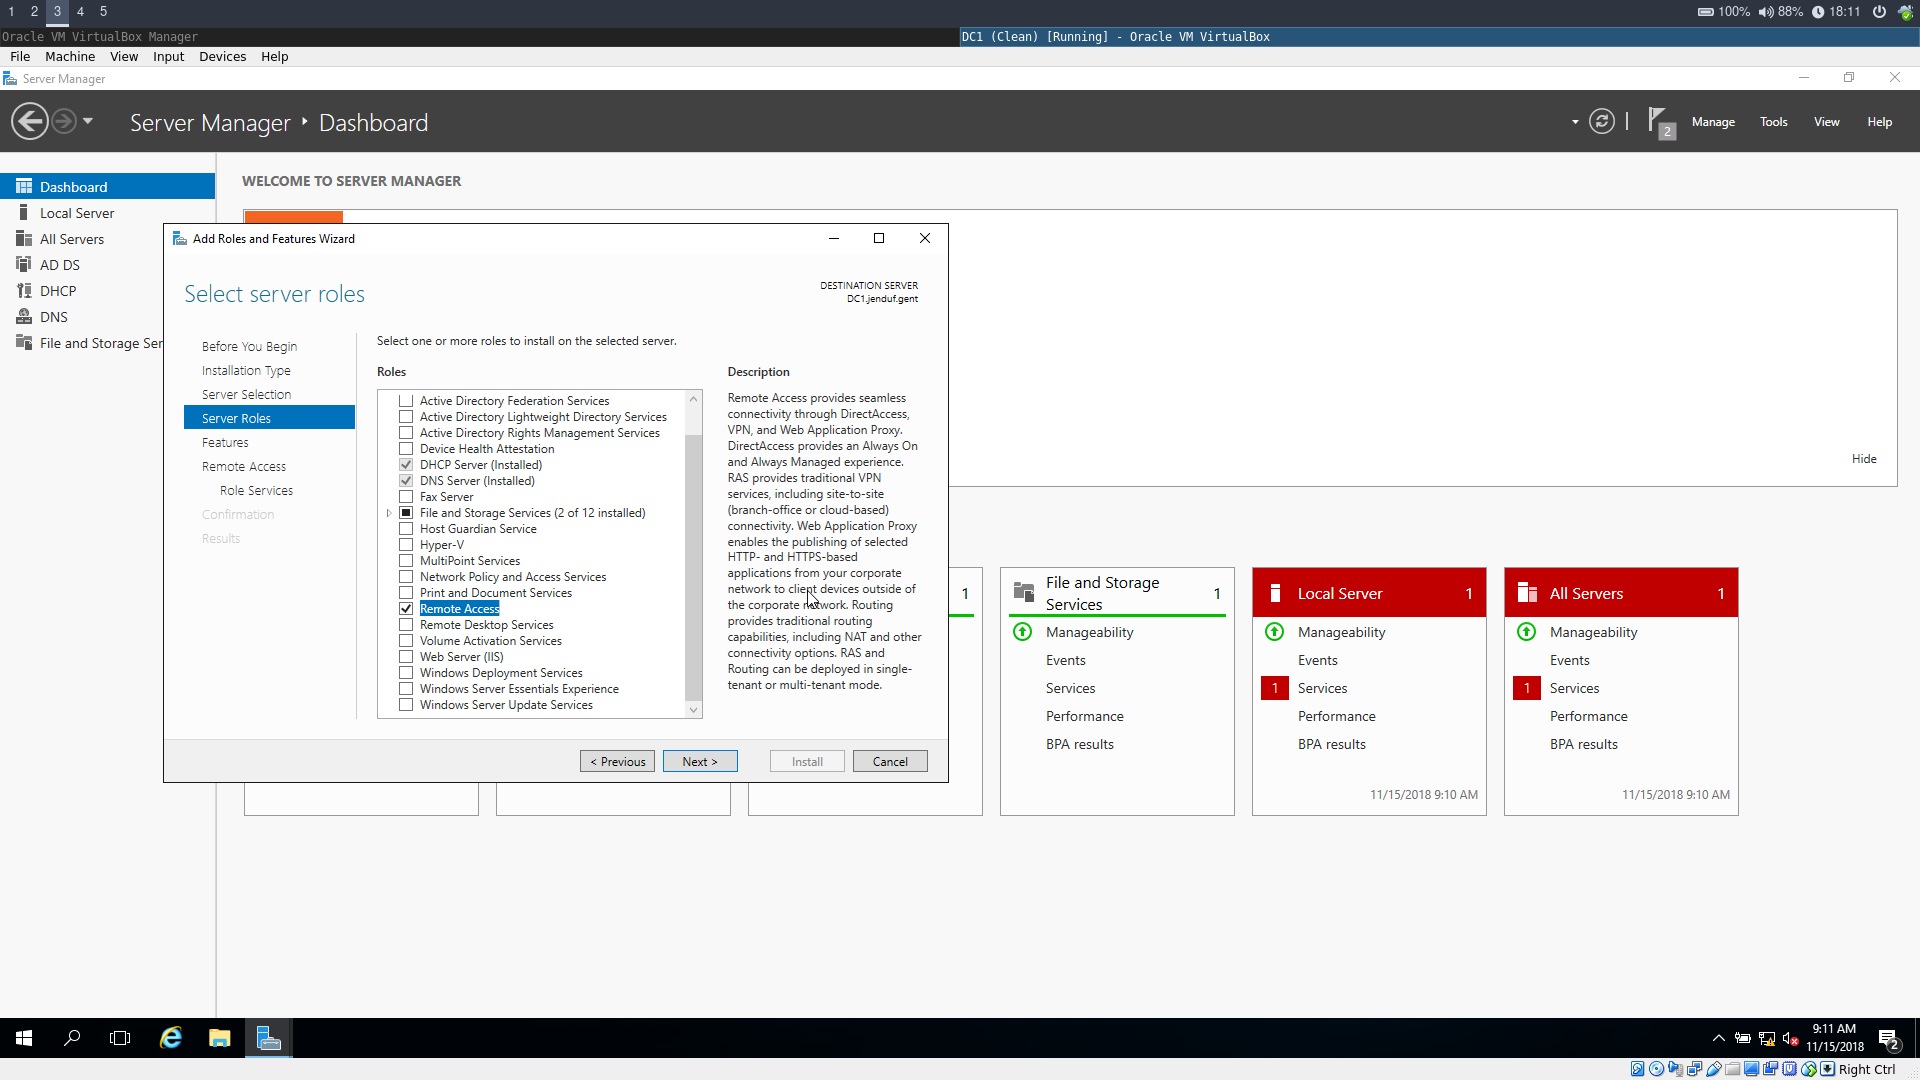 1 2 3 4 5
100% 88% 18:11
Oracle VM VirtualBox Manager
DC1 (Clean) [Running] - Oracle VM VirtualBox
File Machine View Input Devices Help
Server Manager
Server Manager Dashboard
2
Manage Tools View Help
Dashboard
Local Server
All Servers
AD DS
DHCP
DNS
File and Storage Ser
WELCOME TO SERVER MANAGER
Hide
Add Roles and Features Wizard
Select server roles
DESTINATION SERVER
DC1.jenduf.gent
Before You Begin
Installation Type
Server Selection
Server Roles
Features
Remote Access
Role Services
Confirmation
Results
Select one or more roles to install on the selected server.
Roles
Active Directory Federation Services
Active Directory Lightweight Directory Services
Active Directory Rights Management Services
Device Health Attestation
DHCP Server (Installed)
DNS Server (Installed)
Fax Server
File and Storage Services (2 of 12 installed)
Host Guardian Service
Hyper-V
MultiPoint Services
Network Policy and Access Services
Print and Document Services
Remote Access
Remote Desktop Services
Volume Activation Services
Web Server (IIS)
Windows Deployment Services
Windows Server Essentials Experience
Windows Server Update Services
Description
Remote Access provides seamless
connectivity through DirectAccess,
VPN, and Web Application Proxy.
DirectAccess provides an Always On
and Always Managed experience.
RAS provides traditional VPN
services, including site-to-site
(branch-office or cloud-based)
connectivity. Web Application Proxy
enables the publishing of selected
HTTP- and HTTPS-based
applications from your corporate
network to client devices outside of
the corporate network. Routing
provides traditional routing
capabilities, including NAT and other
connectivity options. RAS and
Routing can be deployed in single-
tenant or multi-tenant mode.
< Previous
Next >
Install
Cancel
1
File and Storage
Services
1
Manageability
Events
Services
Performance
BPA results
Local Server 1
Manageability
Events
1 Services
Performance
BPA results
11/15/2018 9:10 AM
All Servers 1
Manageability
Events
1 Services
Performance
BPA results
11/15/2018 9:10 AM
9:11 AM
11/15/2018
2
Right Ctrl